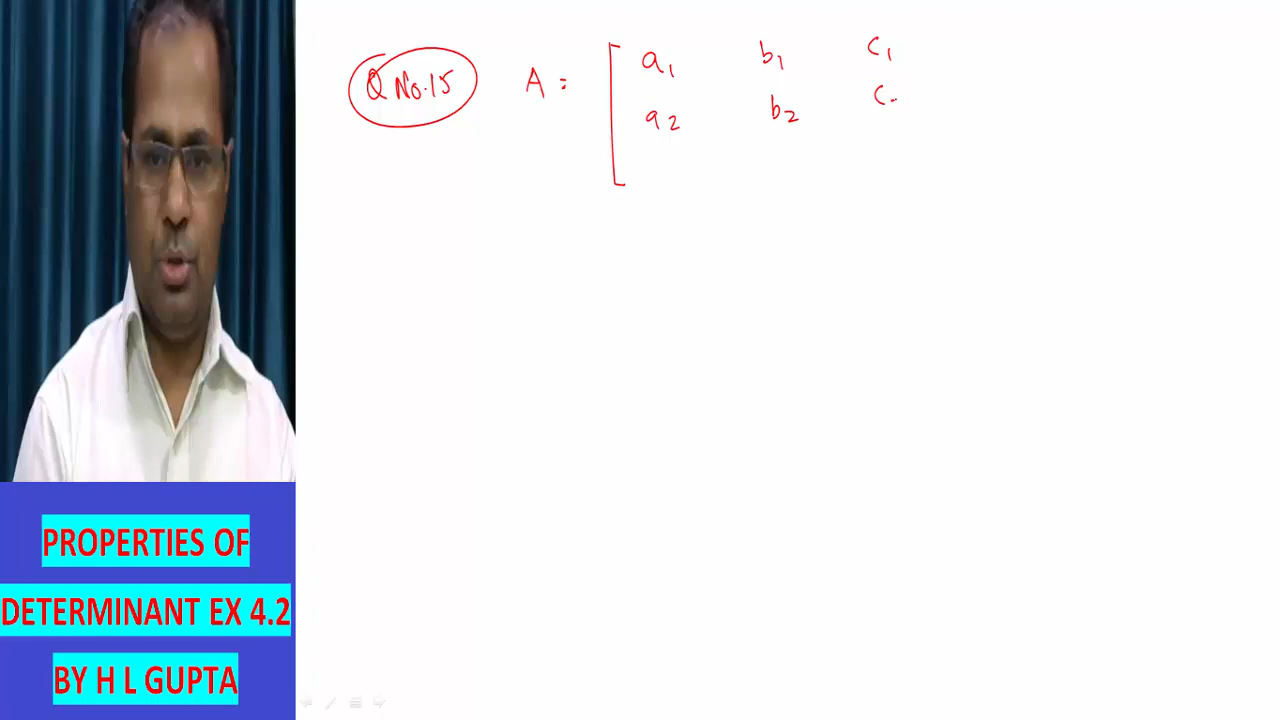 Q No.15 A = [ a1 b1 c1
a2 b2 c
PROPERTIES OF
DETERMINANT EX 4.2
BY H L GUPTA